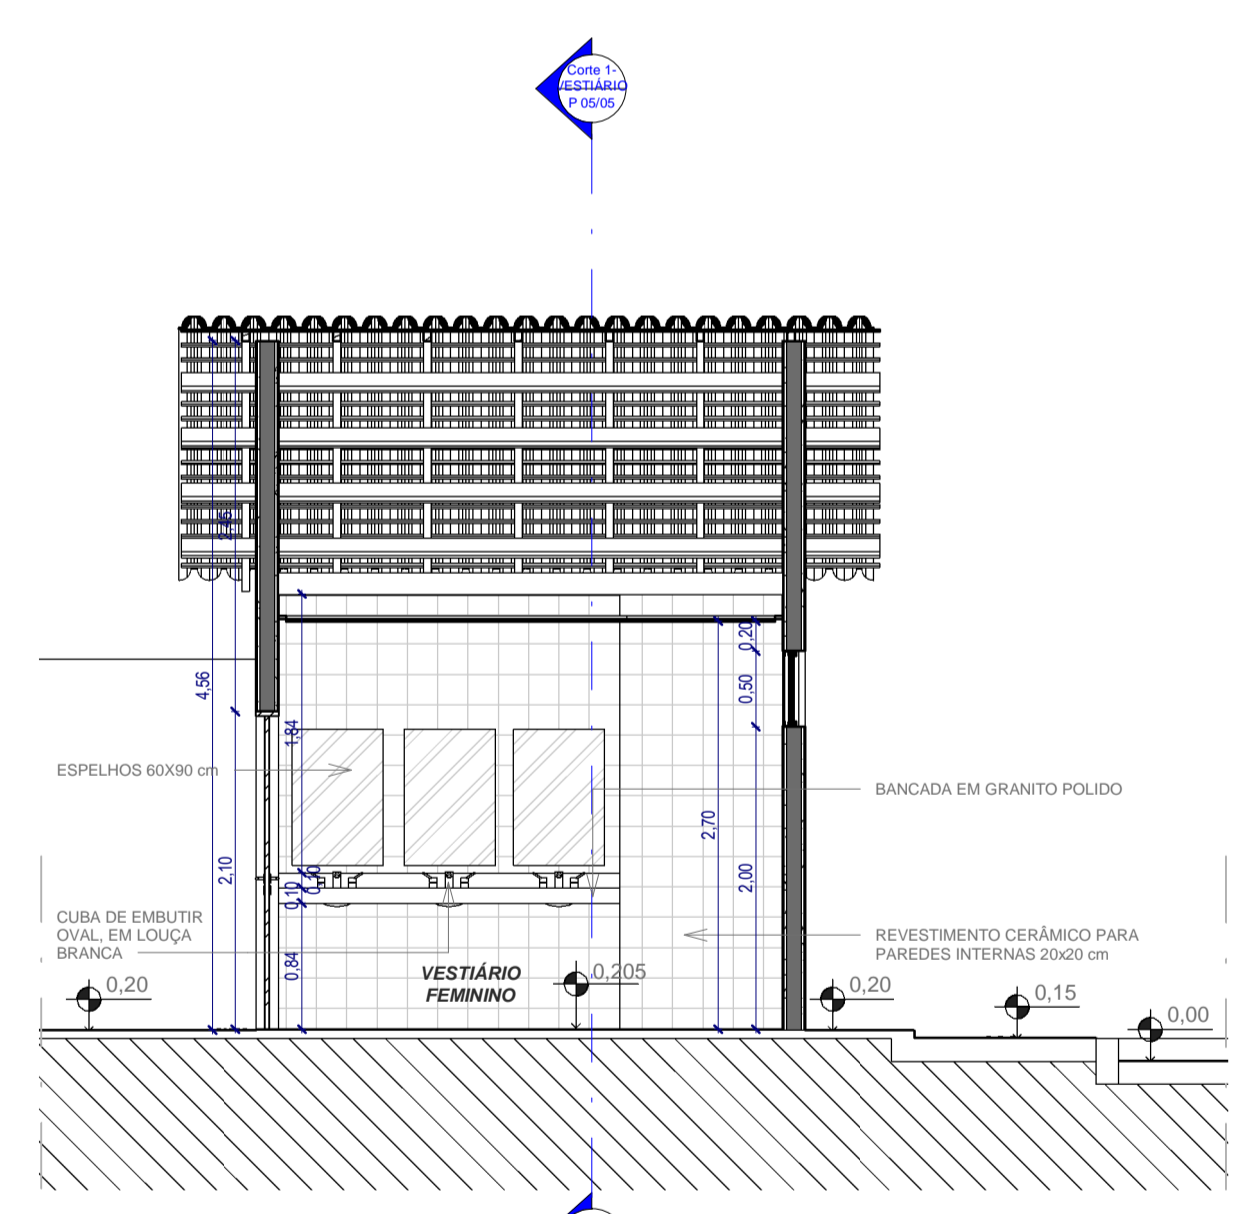 Corte 1-
VESTIÁRIO
P 05/05
2,45
4,56
0,20
0,50
1,84
ESPELHOS 60X90 cm
BANCADA EM GRANITO POLIDO
2,70
2,10
2,00
0,10
0,10
CUBA DE EMBUTIR
OVAL, EM LOUÇA
BRANCA
REVESTIMENTO CERÂMICO PARA
PAREDES INTERNAS 20x20 cm
0,84
VESTIÁRIO
FEMININO
0,205
0,20
0,20
0,15
0,00